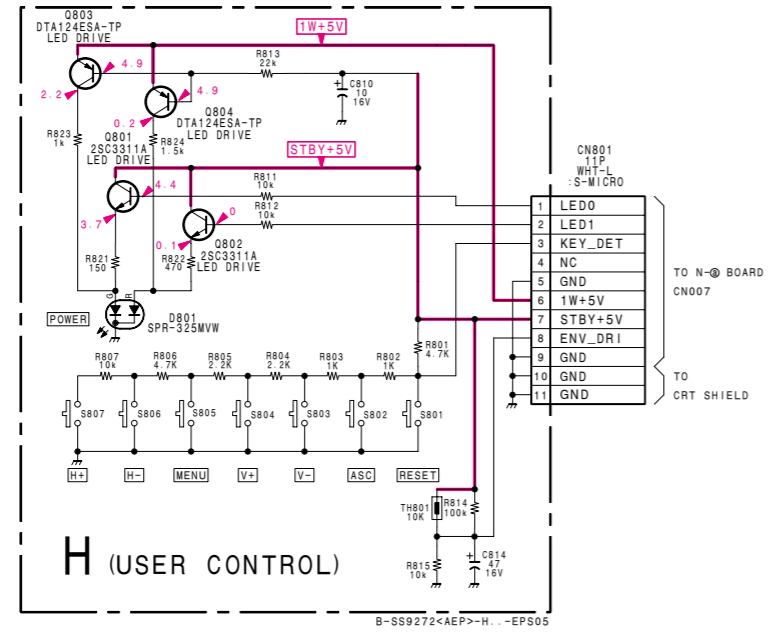 Q803
DTA124ESA-TP
LED DRIVE
1W+5V
R813
22k
4.9
2.2
C810
10
16V
+
4.9
0.2
Q804
DTA124ESA-TP
LED DRIVE
R823
1k
Q801
2SC3311A
LED DRIVE
R824
1.5k
STBY+5V
R811
10k
4.4
R812
10k
3.7
0
0.1
Q802
2SC3311A
LED DRIVE
R821
150
R822
470
G
R
POWER
D801
SPR-325MVW
CN801
11P
WHT-L
:S-MICRO
1 LED0
2 LED1
3 KEY_DET
4 NC
5 GND
6 1W+5V
7 STBY+5V
8 ENV_DRI
9 GND
10 GND
11 GND
TO N-@ BOARD
CN007
TO
CRT SHIELD
R801
4.7K
R807
10k
R806
4.7K
R805
2.2K
R804
2.2K
R803
1K
R802
1K
S807
S806
S805
S804
S803
S802
S801
H+
H-
MENU
V+
V-
ASC
RESET
TH801
10K
R814
100k
R815
10k
+
C814
47
16V
H (USER CONTROL)
B-SS9272<AEP>-H..-EPS05